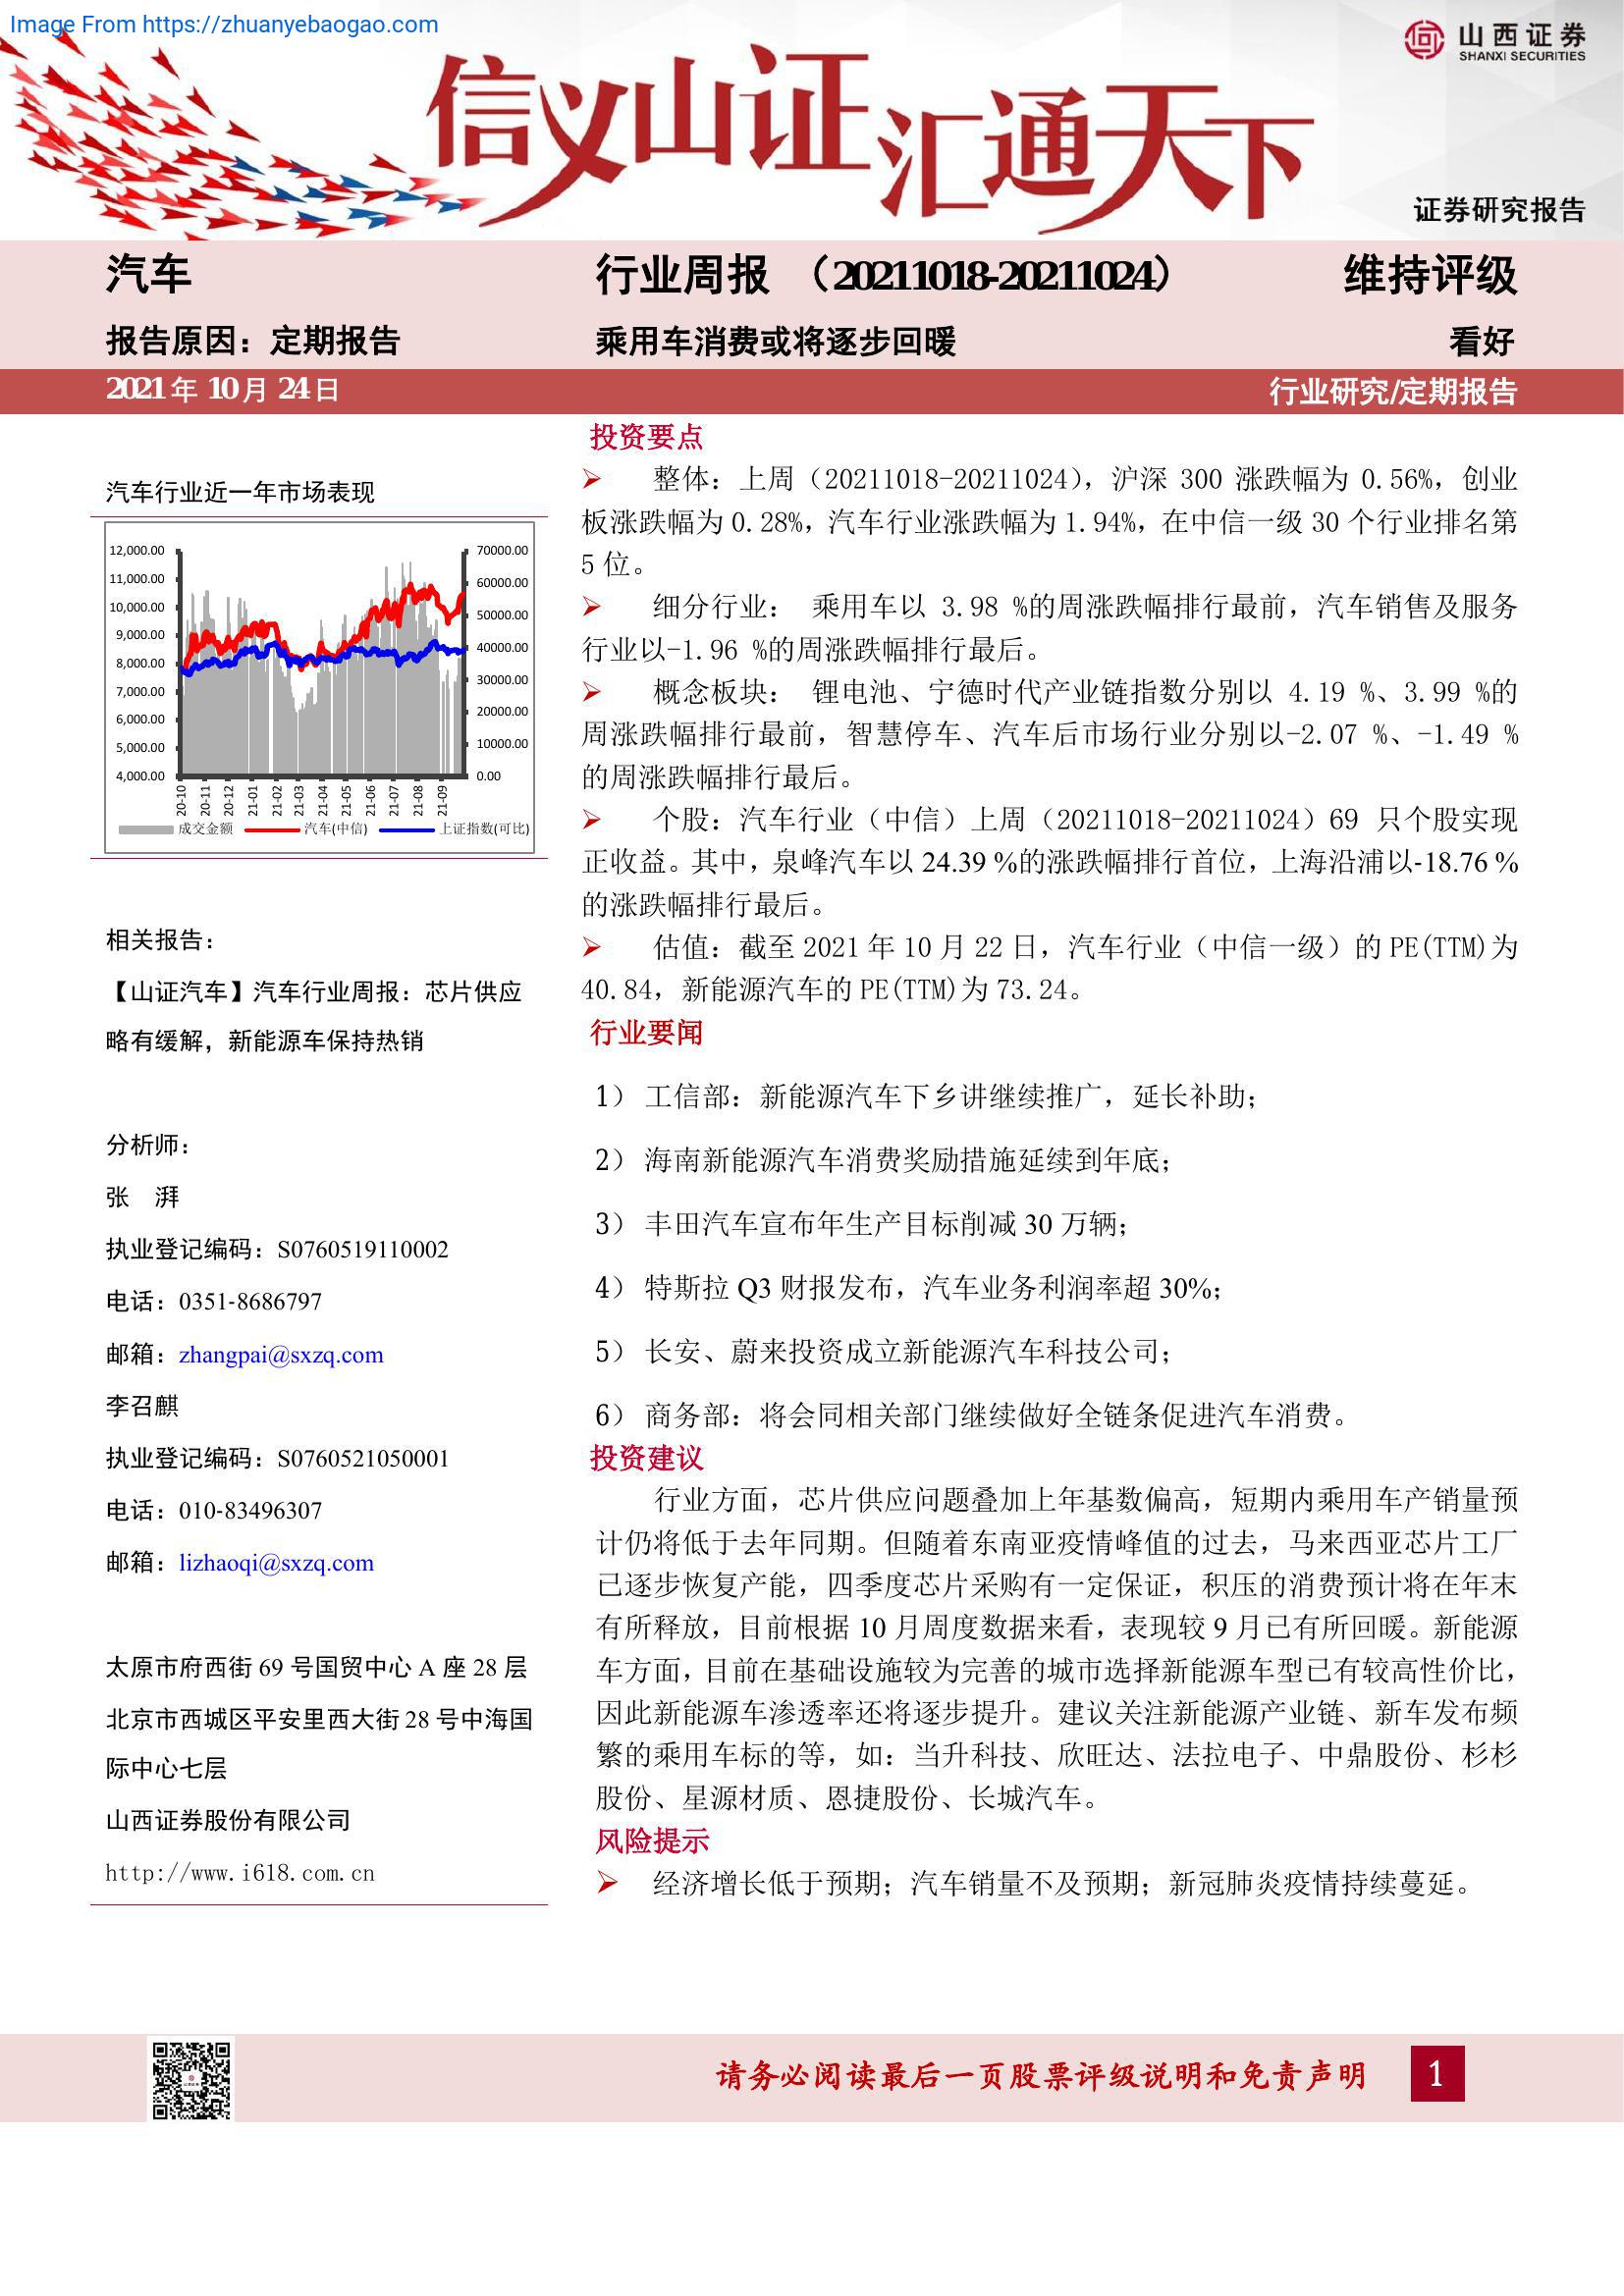 Image From https://zhuanyebaogao.com
山西证券
SHANXI SECURITIES
信义山证汇通天下
证券研究报告
汽车
行业周报 （20211018-20211024）
维持评级
报告原因：定期报告
乘用车消费或将逐步回暖
看好
2021年 10月 24日
行业研究/定期报告
汽车行业近一年市场表现
12,000.00
11,000.00
10,000.00
9,000.00
8,000.00
7,000.00
6,000.00
5,000.00
4,000.00
70000.00
60000.00
50000.00
40000.00
30000.00
20000.00
10000.00
0.00
20-10
20-11
20-12
21-01
21-02
21-03
21-04
21-05
21-06
21-07
21-08
21-09
成交金额 汽车(中信) 上证指数(可比)
相关报告：
【山证汽车】汽车行业周报：芯片供应
略有缓解，新能源车保持热销
分析师：
张 湃
执业登记编码：S0760519110002
电话：0351-8686797
邮箱：zhangpai@sxzq.com
李召麒
执业登记编码：S0760521050001
电话：010-83496307
邮箱：lizhaoqi@sxzq.com
太原市府西街 69 号国贸中心 A 座 28 层
北京市西城区平安里西大街 28 号中海国
际中心七层
山西证券股份有限公司
http://www.i618.com.cn
投资要点
整体：上周（20211018-20211024），沪深 300 涨跌幅为 0.56%，创业
板涨跌幅为 0.28%，汽车行业涨跌幅为 1.94%，在中信一级 30 个行业排名第
5 位。
细分行业： 乘用车以 3.98 %的周涨跌幅排行最前，汽车销售及服务
行业以-1.96 %的周涨跌幅排行最后。
概念板块： 锂电池、宁德时代产业链指数分别以 4.19 %、3.99 %的
周涨跌幅排行最前，智慧停车、汽车后市场行业分别以-2.07 %、-1.49 %
的周涨跌幅排行最后。
个股：汽车行业（中信）上周（20211018-20211024）69 只个股实现
正收益。其中，泉峰汽车以 24.39 %的涨跌幅排行首位，上海沿浦以-18.76 %
的涨跌幅排行最后。
估值：截至 2021 年 10 月 22 日，汽车行业（中信一级）的 PE(TTM)为
40.84，新能源汽车的 PE(TTM)为 73.24。
行业要闻
1） 工信部：新能源汽车下乡讲继续推广，延长补助；
2） 海南新能源汽车消费奖励措施延续到年底；
3） 丰田汽车宣布年生产目标削减 30 万辆；
4） 特斯拉 Q3 财报发布，汽车业务利润率超 30%；
5） 长安、蔚来投资成立新能源汽车科技公司；
6） 商务部：将会同相关部门继续做好全链条促进汽车消费。
投资建议
行业方面，芯片供应问题叠加上年基数偏高，短期内乘用车产销量预
计仍将低于去年同期。但随着东南亚疫情峰值的过去，马来西亚芯片工厂
已逐步恢复产能，四季度芯片采购有一定保证，积压的消费预计将在年末
有所释放，目前根据 10 月周度数据来看，表现较 9 月已有所回暖。新能源
车方面，目前在基础设施较为完善的城市选择新能源车型已有较高性价比，
因此新能源车渗透率还将逐步提升。建议关注新能源产业链、新车发布频
繁的乘用车标的等，如：当升科技、欣旺达、法拉电子、中鼎股份、杉杉
股份、星源材质、恩捷股份、长城汽车。
风险提示
经济增长低于预期；汽车销量不及预期；新冠肺炎疫情持续蔓延。
请务必阅读最后一页股票评级说明和免责声明
1